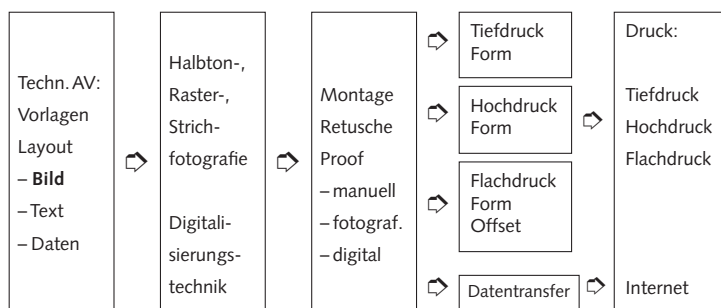 Techn. AV:
Vorlagen
Layout
– Bild
– Text
– Daten
Halbton-,
Raster-,
Strich-
fotografie
Digitali-
sierungs-
technik
Montage
Retusche
Proof
– manuell
– fotograf.
– digital
Tiefdruck
Form
Hochdruck
Form
Flachdruck
Form
Offset
Datentransfer
Druck:
Tiefdruck
Hochdruck
Flachdruck
Internet